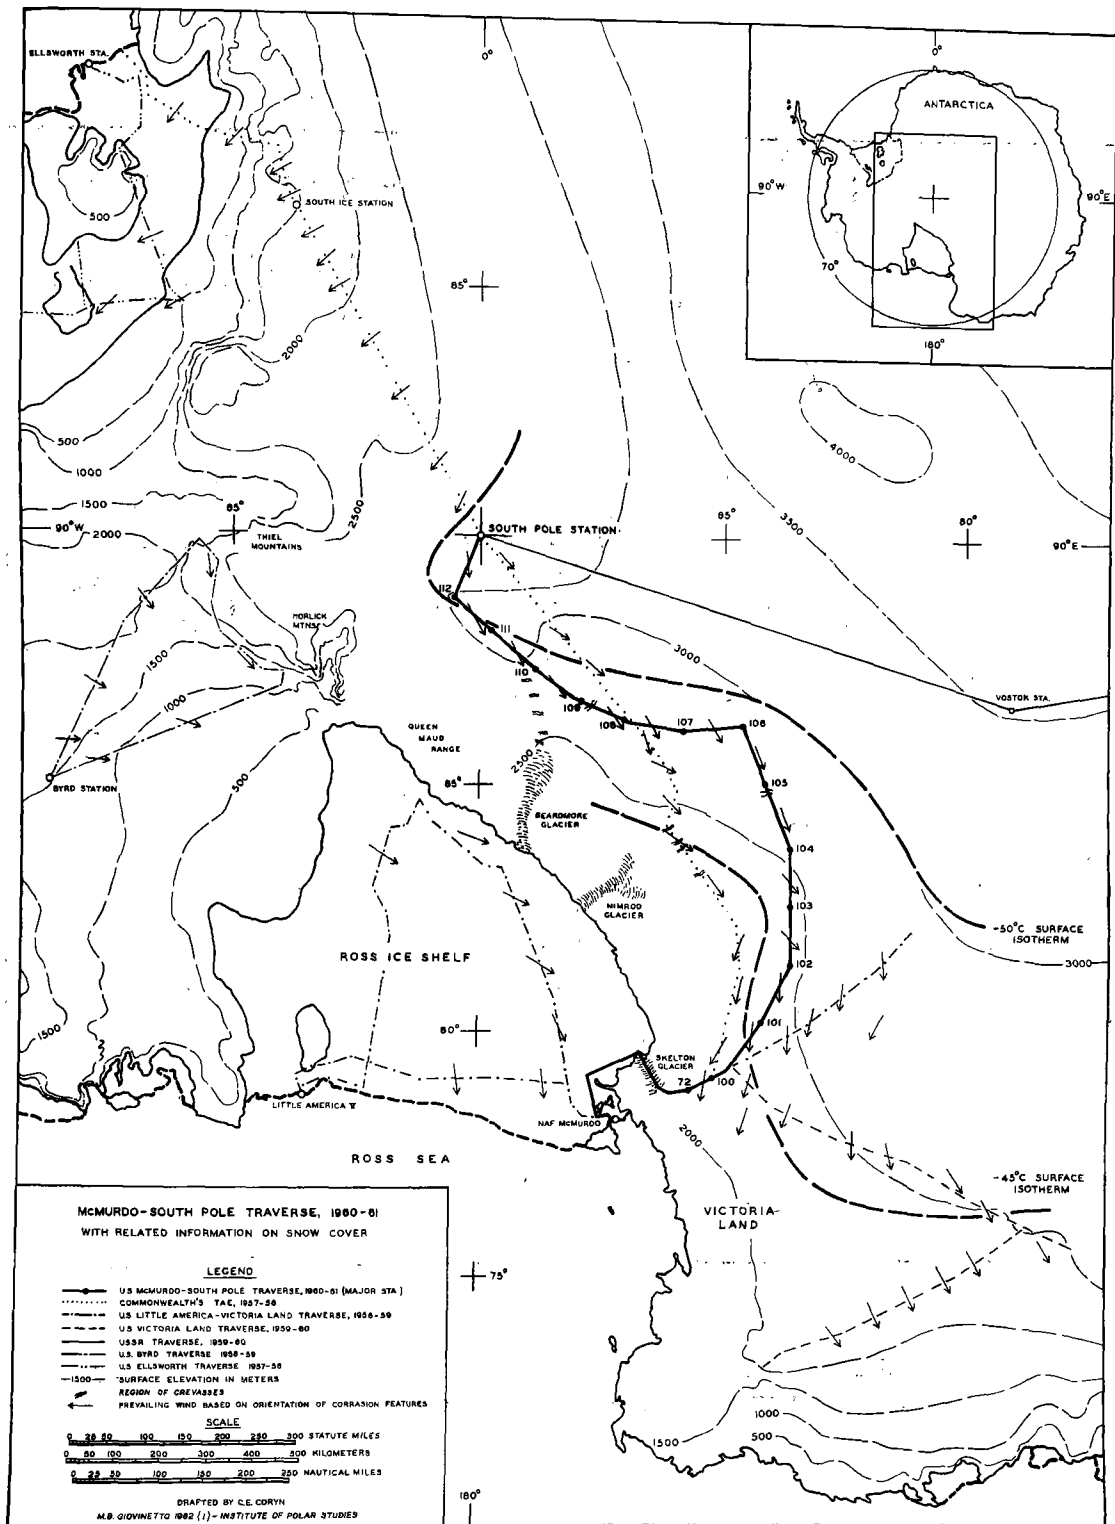 ELLSWORTH STA.
0°
0°
ANTARCTICA
90°W
90°E
70°
180°
500
SOUTH ICE STATION
85°
2000
500
1000
1500
2500
4000
3500
85°
90°W
2000
THIEL
MOUNTAINS
SOUTH POLE STATION
85°
80°
90°E
112
111
HORLICK
MTNS
110
3000
1500
109
108
107
106
VOSTOK STA.
1000
QUEEN
MAUD
RANGE
2500
500
85°
105
BYRD STATION
BEARDMORE
GLACIER
104
103
NIMROD
GLACIER
-50°C SURFACE
ISOTHERM
ROSS ICE SHELF
102
3000
1500
80°
101
SKELTON
GLACIER
72
100
LITTLE AMERICA V
NAF McMURDO
2000
ROSS SEA
-45°C SURFACE
ISOTHERM
VICTORIA
LAND
75°
1000
500
1500
180°
McMURDO-SOUTH POLE TRAVERSE, 1960-61
WITH RELATED INFORMATION ON SNOW COVER
LEGEND
US McMURDO-SOUTH POLE TRAVERSE, 1960-61 (MAJOR STA)
COMMONWEALTH'S TAE, 1957-58
US LITTLE AMERICA-VICTORIA LAND TRAVERSE, 1958-59
US VICTORIA LAND TRAVERSE, 1959-60
USSR TRAVERSE, 1959-60
U.S. BYRD TRAVERSE 1958-59
US ELLSWORTH TRAVERSE 1957-58
1500 SURFACE ELEVATION IN METERS
REGION OF CREVASSES
PREVAILING WIND BASED ON ORIENTATION OF CORRASION FEATURES
SCALE
0 25 50 100 150 200 250 300 STATUTE MILES
0 50 100 200 300 400 500 KILOMETERS
0 25 50 100 150 200 250 NAUTICAL MILES
DRAFTED BY C.E. CORYN
M.B. GIOVINETTO 1962 (1) - INSTITUTE OF POLAR STUDIES